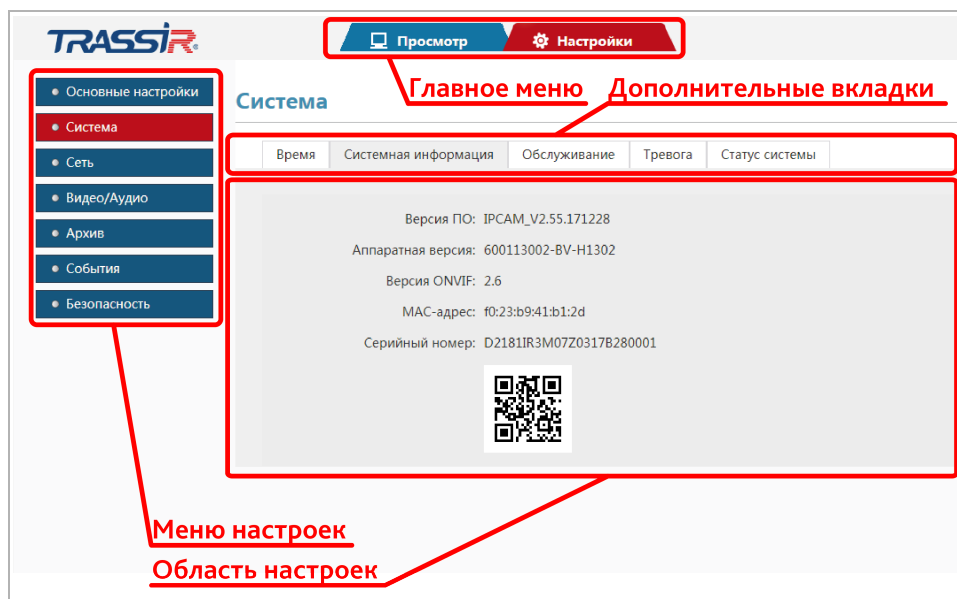 TRASSIR
Просмотр Настройки
Главное меню Дополнительные вкладки
Основные настройки
Система
Сеть
Видео/Аудио
Архив
События
Безопасность
Система
Время Системная информация Обслуживание Тревога Статус системы
Версия ПО: IPCAM_V2.55.171228
Аппаратная версия: 600113002-BV-H1302
Версия ONVIF: 2.6
MAC-адрес: f0:23:b9:41:b1:2d
Серийный номер: D2181IR3M07Z0317B280001
Меню настроек
Область настроек